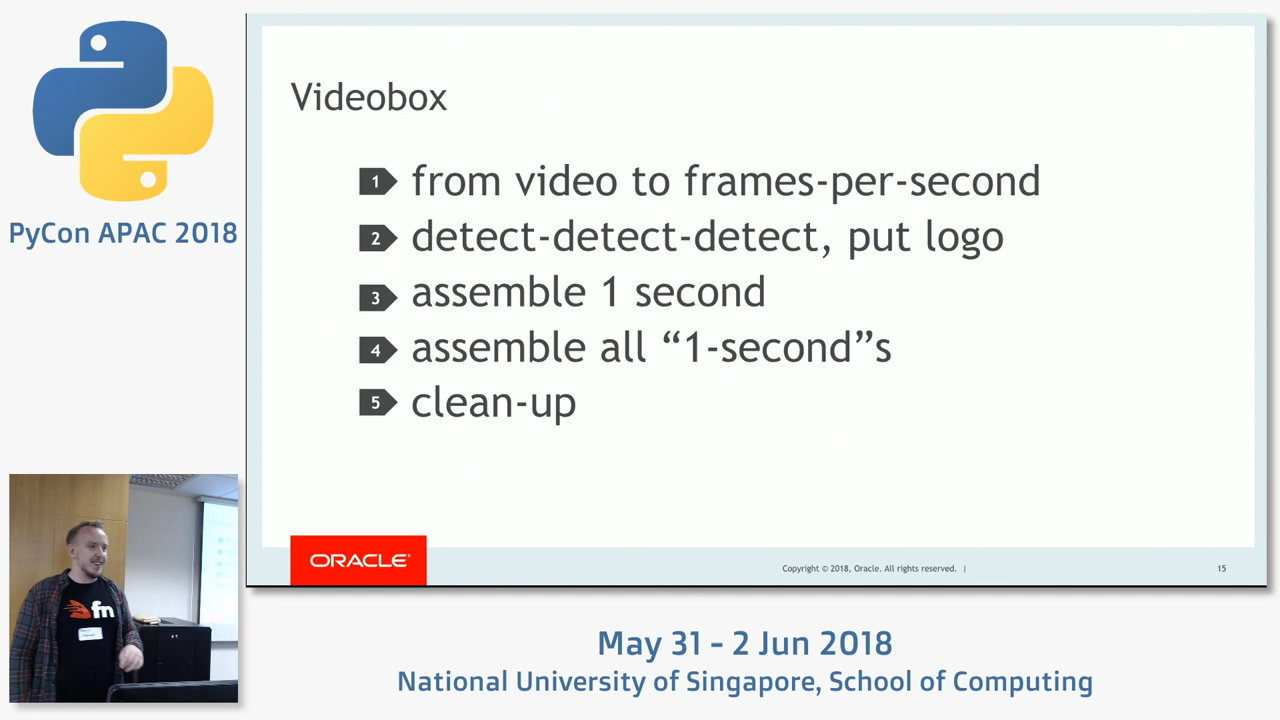 PyCon APAC 2018
Videobox
1 from video to frames-per-second
2 detect-detect-detect, put logo
3 assemble 1 second
4 assemble all “1-second”s
5 clean-up
ORACLE®
Copyright © 2018, Oracle. All rights reserved. |
15
fn
May 31 - 2 Jun 2018
National University of Singapore, School of Computing